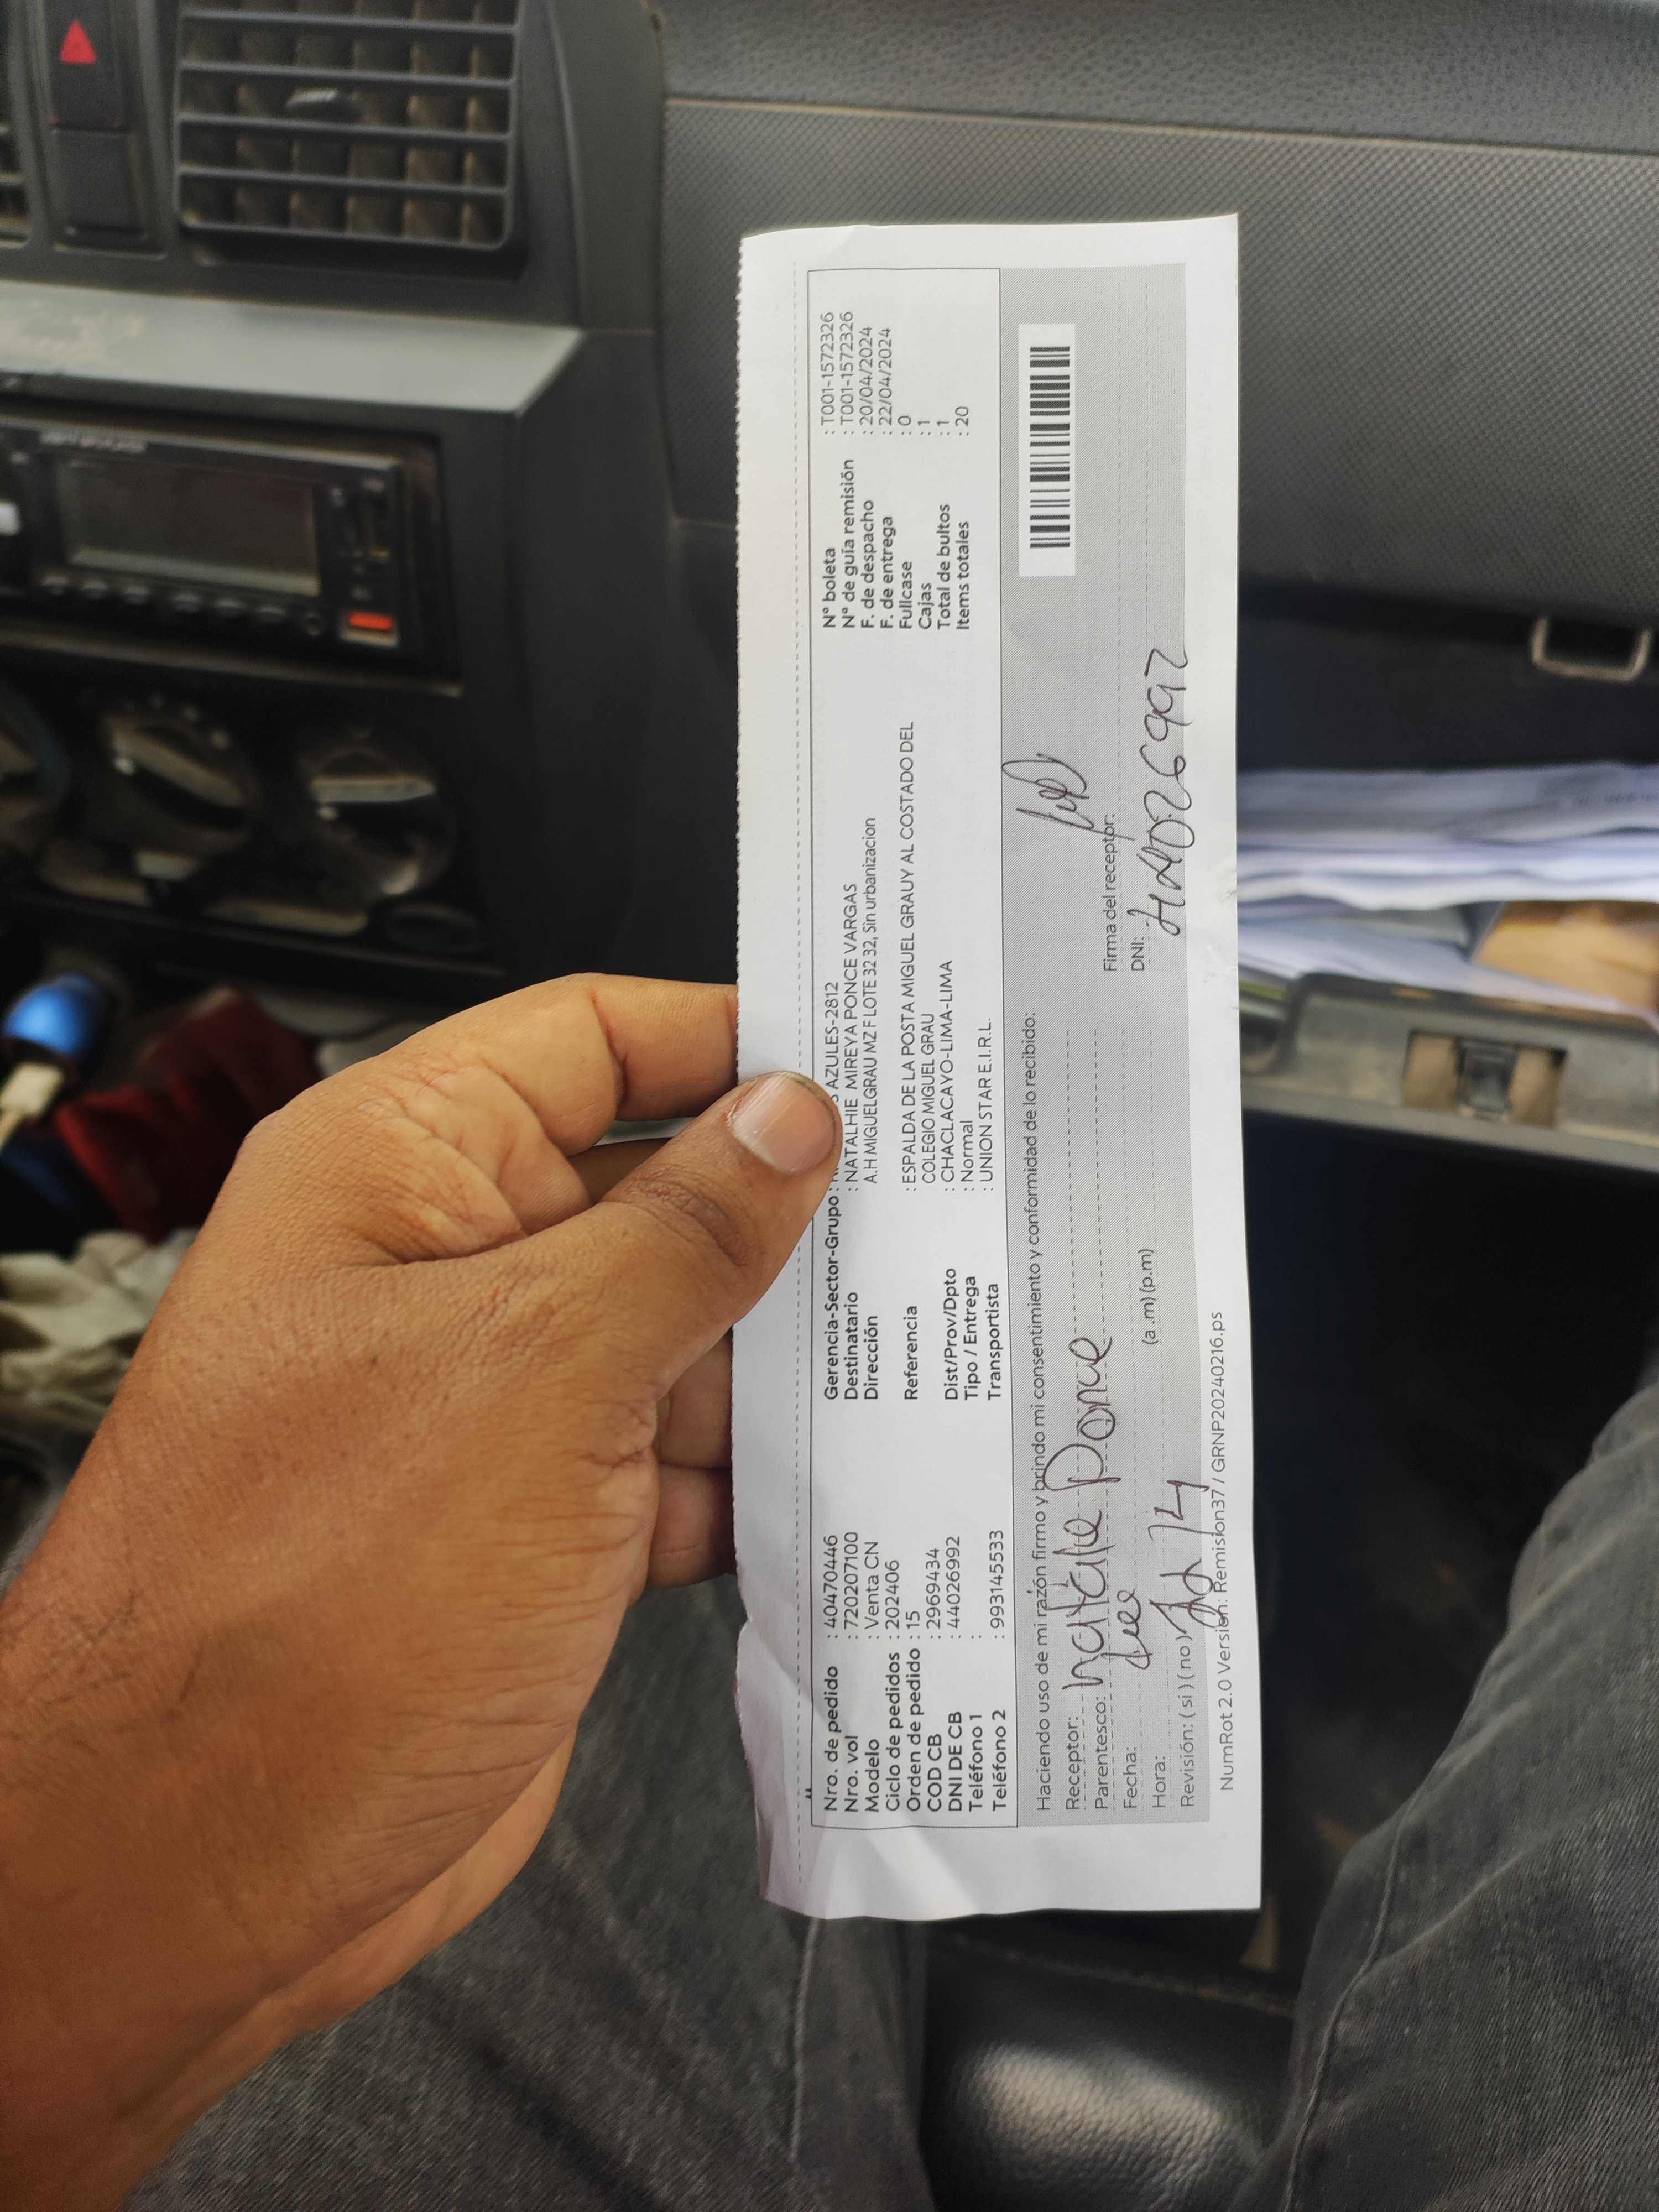 Nro. de pedido : 40470446
Nro. vol : 720207100
Modelo : Venta CN
Ciclo de pedidos : 202406
Orden de pedido : 15
COD CB : 2969434
DNI DE CB : 44026992
Teléfono 1 :
Teléfono 2 : 993145533
Gerencia-Sector-Grupo : AZULES-2812
Destinatario : NATALHIE MIREYA PONCE VARGAS
Dirección A.H MIGUELGRAU MZ F LOTE 32 32, Sin urbanizacion
Referencia : ESPALDA DE LA POSTA MIGUEL GRAUY AL COSTADO DEL
COLEGIO MIGUEL GRAU
Dist/Prov/Dpto : CHACLACAYO-LIMA-LIMA
Tipo / Entrega : Normal
Transportista : UNION STAR E.I.R.L.
N° boleta : T001-1572326
N° de guía remisión : T001-1572326
F. de despacho : 20/04/2024
F. de entrega : 22/04/2024
Fullcase : 0
Cajas : 1
Total de bultos : 1
Items totales : 20
Haciendo uso de mi razón firmo y brindo mi consentimiento y conformidad de lo recibido:
Receptor: Ponce
Parentesco:
Fecha:
Hora: (a .m) (p.m)
Revisión: ( si ) ( no )
Firma del receptor:
DNI: 44026992
NumRot 2.0 Version: Remision37 / GRNP20240216.ps